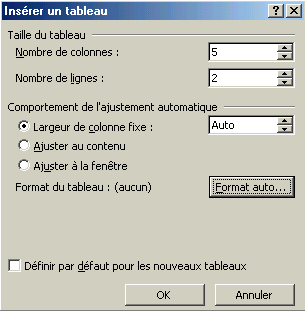 Insérer un tableau ? X
Taille du tableau
Nombre de colonnes : 5
Nombre de lignes : 2
Comportement de l'ajustement automatique
Largeur de colonne fixe : Auto
Ajuster au contenu
Ajuster à la fenêtre
Format du tableau : (aucun) Format auto...
Définir par défaut pour les nouveaux tableaux
OK Annuler